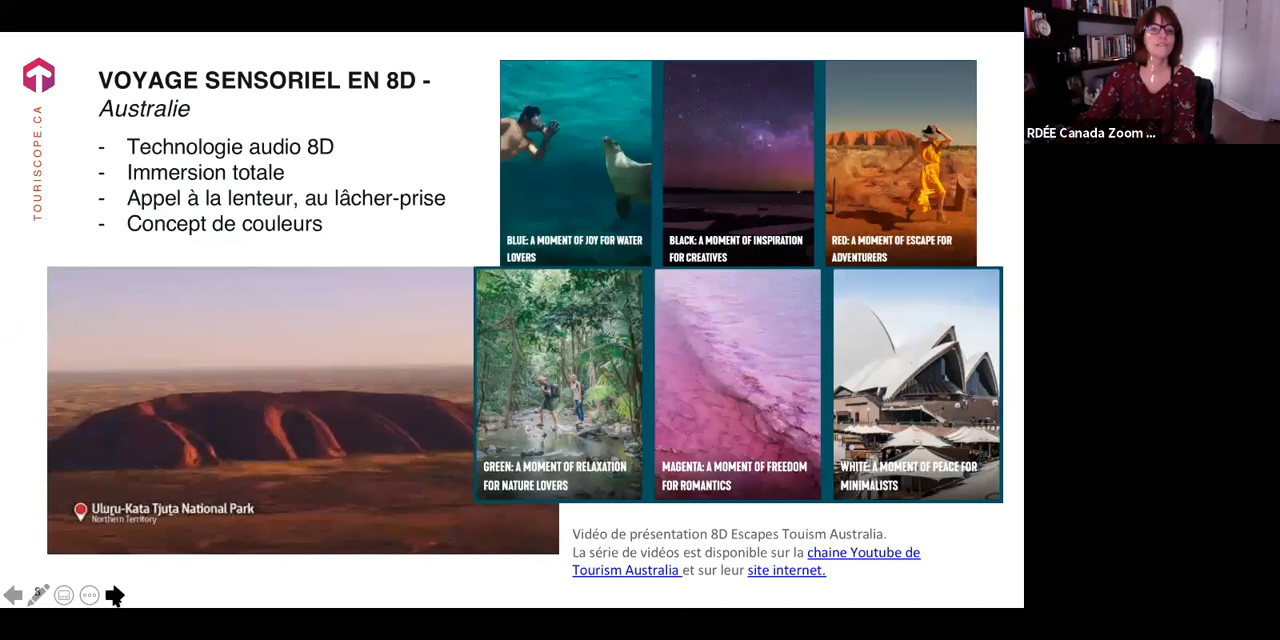 VOYAGE SENSORIEL EN 8D -
Australie
- Technologie audio 8D
- Immersion totale
- Appel à la lenteur, au lâcher-prise
- Concept de couleurs
TOURISCOPE.CA
BLUE: A MOMENT OF JOY FOR WATER
LOVERS
BLACK: A MOMENT OF INSPIRATION
FOR CREATIVES
RED: A MOMENT OF ESCAPE FOR
ADVENTURERS
GREEN: A MOMENT OF RELAXATION
FOR NATURE LOVERS
MAGENTA: A MOMENT OF FREEDOM
FOR ROMANTICS
WHITE: A MOMENT OF PEACE FOR
MINIMALISTS
Uluṟu-Kata Tjuṯa National Park
Northern Territory
Vidéo de présentation 8D Escapes Touism Australia.
La série de vidéos est disponible sur la chaine Youtube de
Tourism Australia et sur leur site internet.
RDÉE Canada Zoom ...